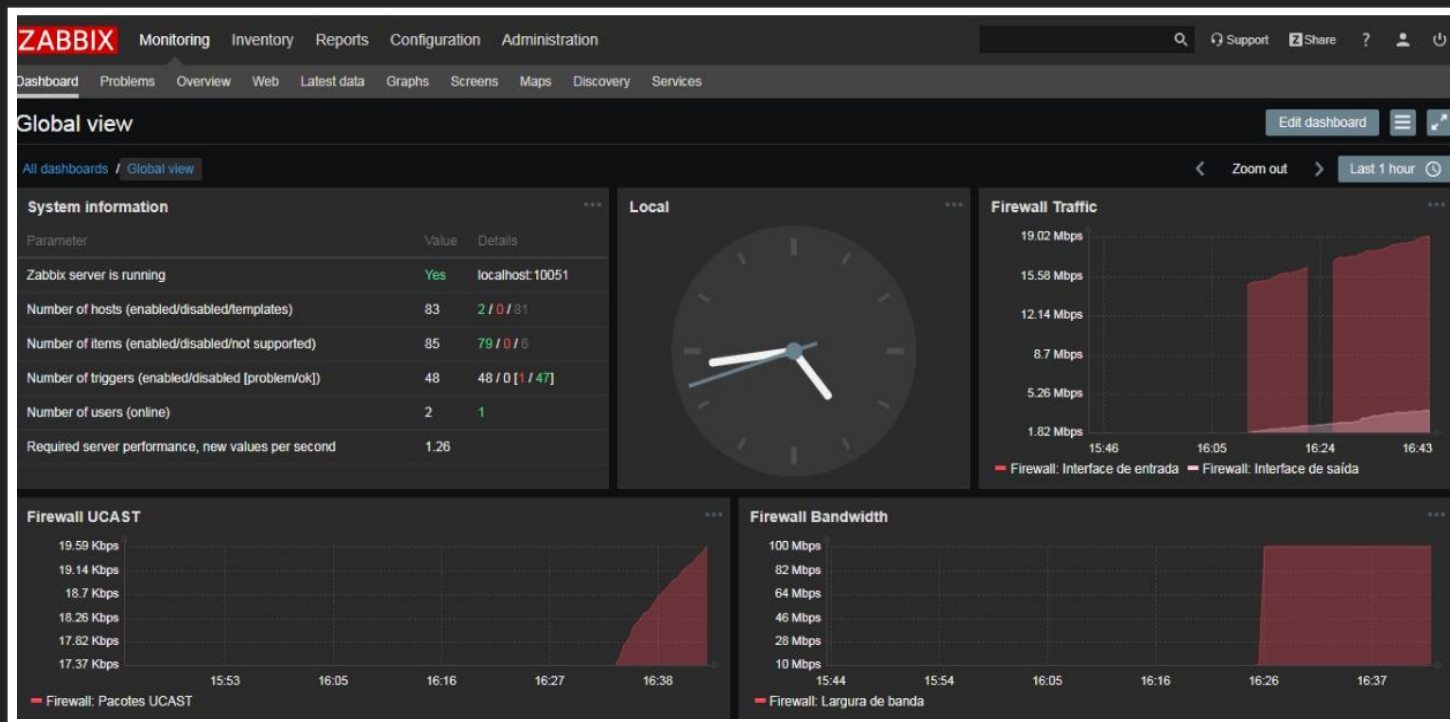 ZABBIX Monitoring Inventory Reports Configuration Administration Support Z Share ?
Dashboard Problems Overview Web Latest data Graphs Screens Maps Discovery Services
Global view Edit dashboard
All dashboards / Global view Zoom out Last 1 hour
System information
Parameter Value Details
Zabbix server is running Yes localhost:10051
Number of hosts (enabled/disabled/templates) 83 2 / 0 / 81
Number of items (enabled/disabled/not supported) 85 79 / 0 / 6
Number of triggers (enabled/disabled [problem/ok]) 48 48 / 0 [1 / 47]
Number of users (online) 2 1
Required server performance, new values per second 1.26
Local
Firewall Traffic
19.02 Mbps
15.58 Mbps
12.14 Mbps
8.7 Mbps
5.26 Mbps
1.82 Mbps
15:46 16:05 16:24 16:43
Firewall: Interface de entrada Firewall: Interface de saída
Firewall UCAST
19.59 Kbps
19.14 Kbps
18.7 Kbps
18.26 Kbps
17.82 Kbps
17.37 Kbps
15:53 16:05 16:16 16:27 16:38
Firewall: Pacotes UCAST
Firewall Bandwidth
100 Mbps
82 Mbps
64 Mbps
46 Mbps
28 Mbps
10 Mbps
15:44 15:54 16:05 16:16 16:26 16:37
Firewall: Largura de banda